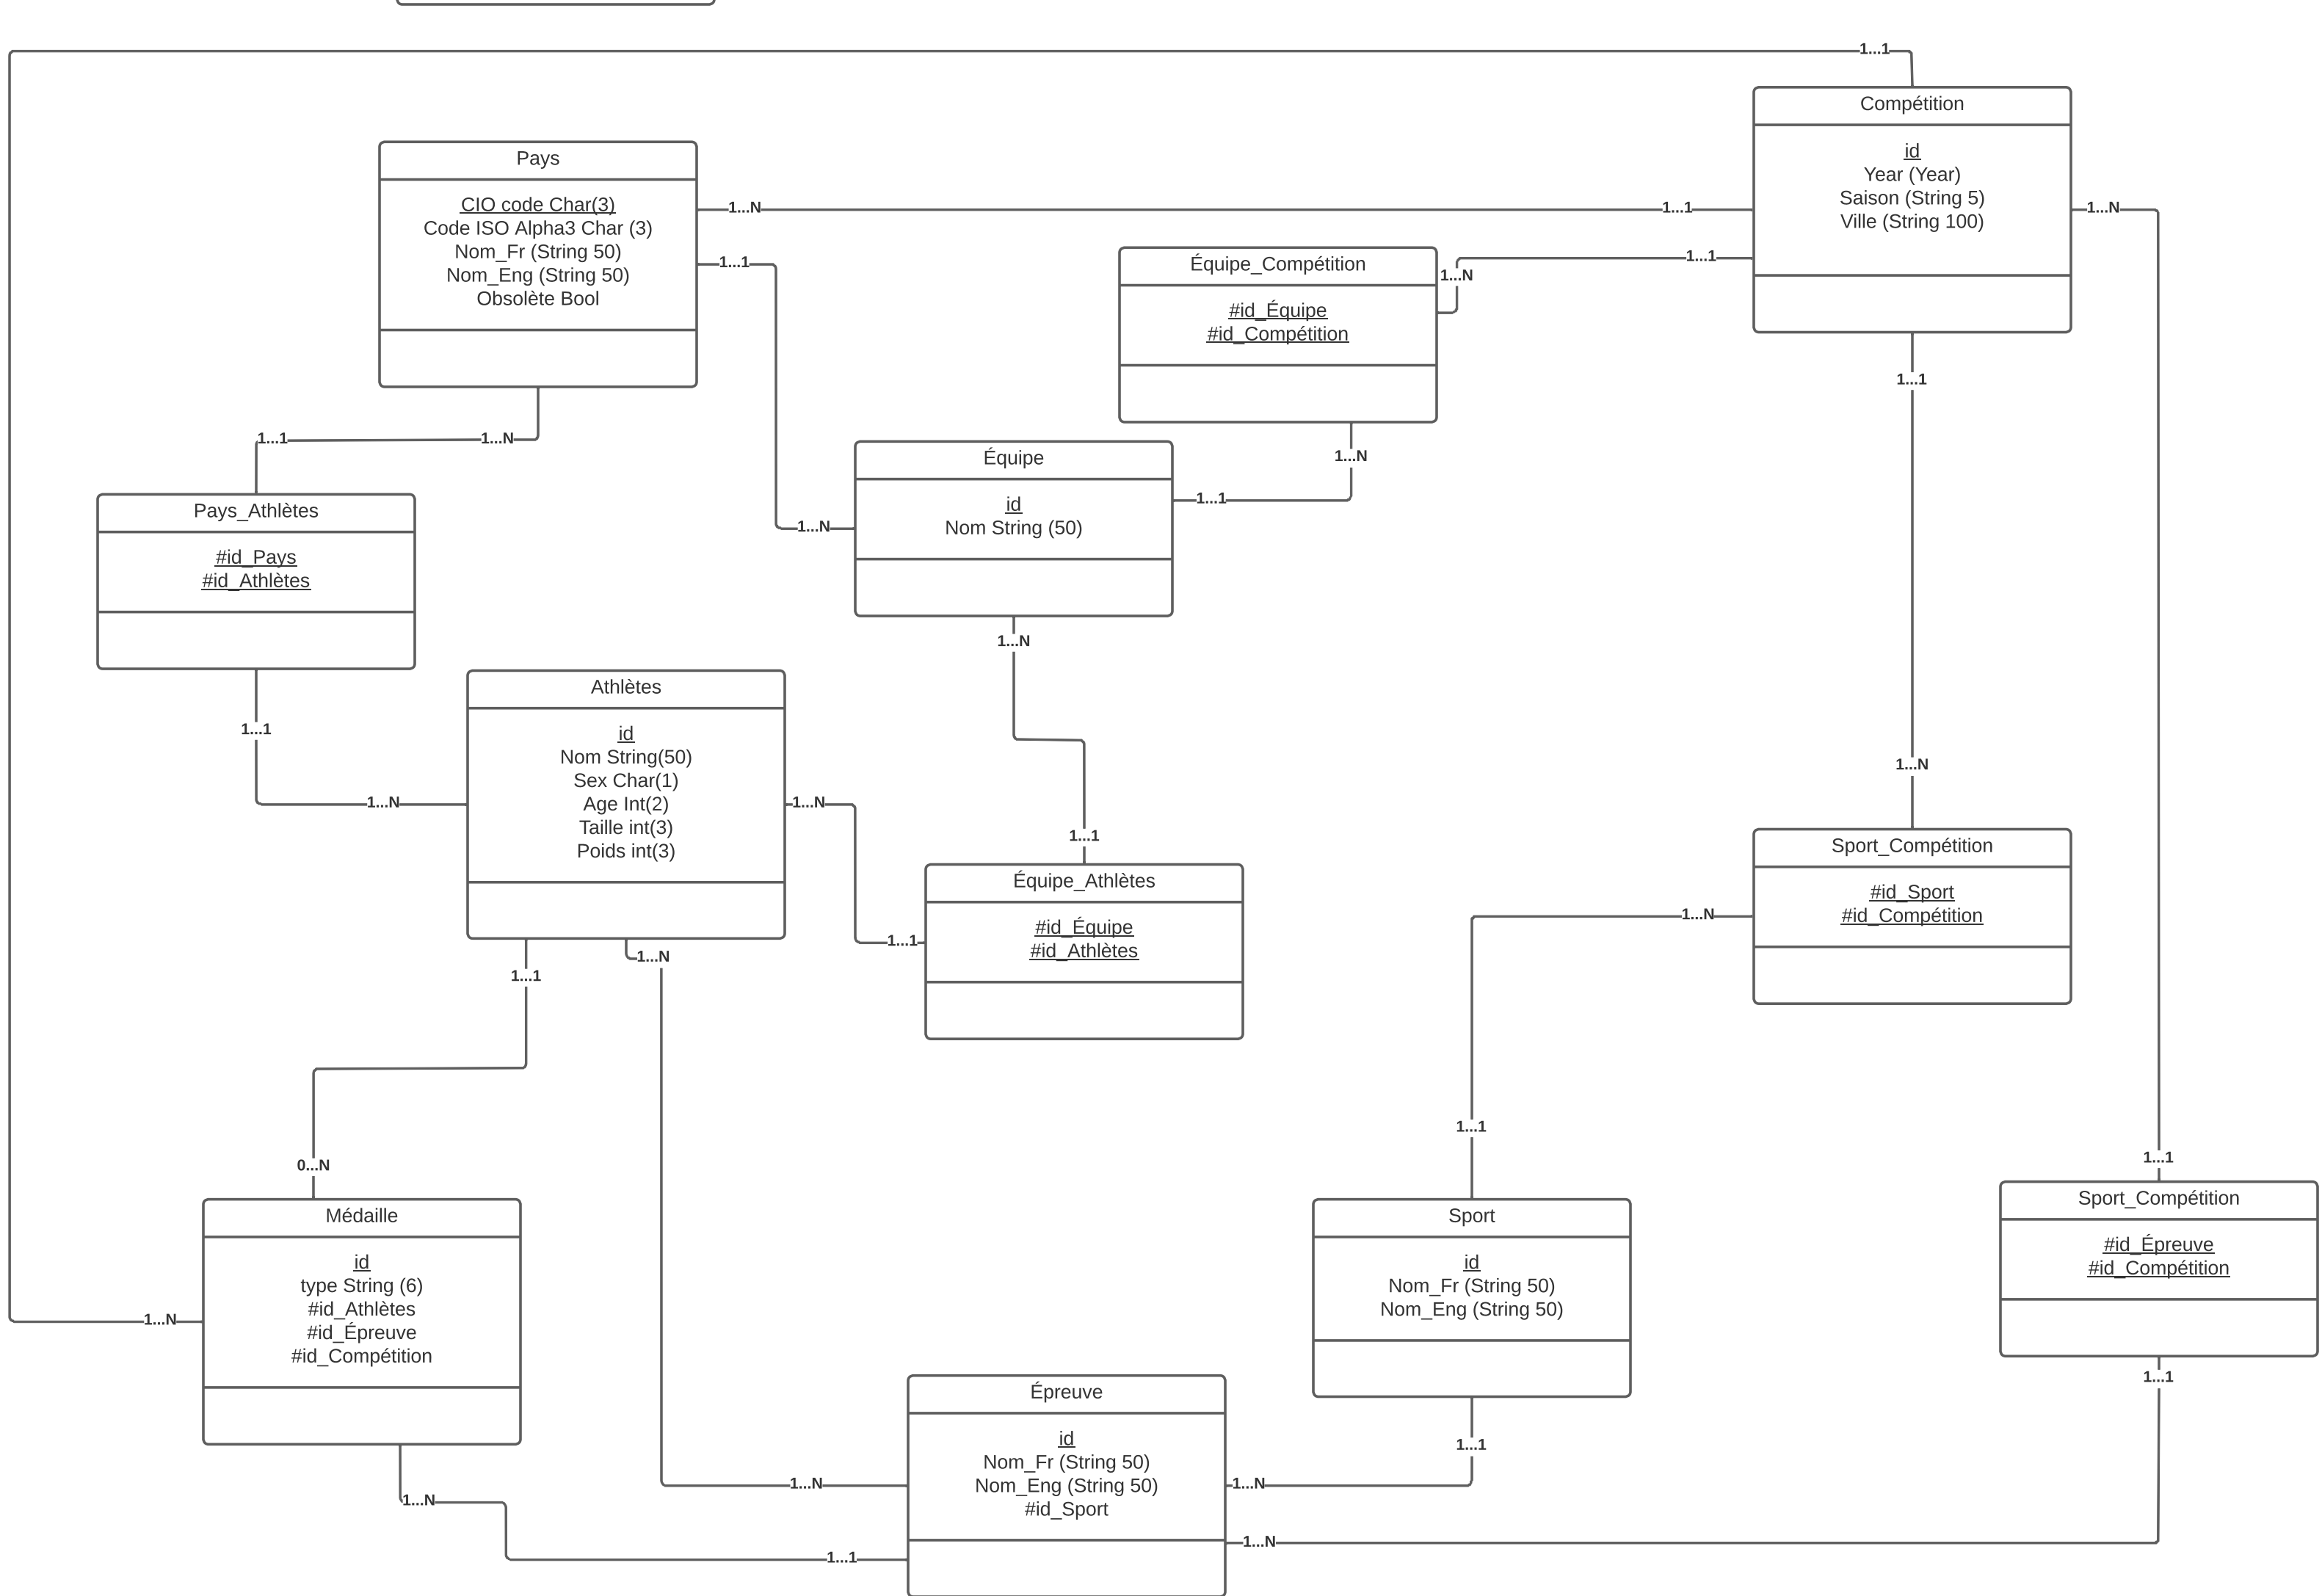 1...1
Compétition
id
Year (Year)
Saison (String 5)
Ville (String 100)
Pays
CIO code Char(3)
Code ISO Alpha3 Char (3)
Nom_Fr (String 50)
Nom_Eng (String 50)
Obsolète Bool
1...N
1...1
1...N
1...1
1...1
1...N
Équipe_Compétition
#id_Équipe
#id_Compétition
1...1
1...1
1...N
1...N
Équipe
id
Nom String (50)
1...1
1...N
Pays_Athlètes
#id_Pays
#id_Athlètes
1...N
Athlètes
id
Nom String(50)
Sex Char(1)
Age Int(2)
Taille int(3)
Poids int(3)
1...1
1...N
1...N
1...N
1...1
Équipe_Athlètes
#id_Équipe
#id_Athlètes
1...1
Sport_Compétition
#id_Sport
#id_Compétition
1...N
1...N
1...1
1...N
1...1
1...1
0...N
Médaille
id
type String (6)
#id_Athlètes
#id_Épreuve
#id_Compétition
1...N
Sport
id
Nom_Fr (String 50)
Nom_Eng (String 50)
Sport_Compétition
#id_Épreuve
#id_Compétition
1...1
Épreuve
id
Nom_Fr (String 50)
Nom_Eng (String 50)
#id_Sport
1...1
1...N
1...N
1...N
1...N
1...1